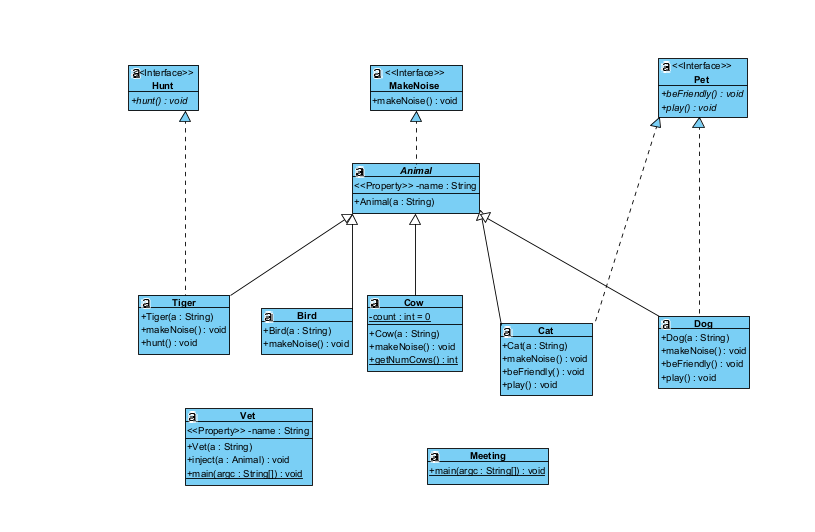 a <<Interface>>
Hunt
+hunt() : void
a <<Interface>>
MakeNoise
+makeNoise() : void
a <<Interface>>
Pet
+beFriendly() : void
+play() : void
a Animal
<<Property>> -name : String
+Animal(a : String)
a Tiger
+Tiger(a : String)
+makeNoise() : void
+hunt() : void
a Bird
+Bird(a : String)
+makeNoise() : void
a Cow
-count : int = 0
+Cow(a : String)
+makeNoise() : void
+getNumCows() : int
a Cat
+Cat(a : String)
+makeNoise() : void
+beFriendly() : void
+play() : void
a Dog
+Dog(a : String)
+makeNoise() : void
+beFriendly() : void
+play() : void
a Vet
<<Property>> -name : String
+Vet(a : String)
+inject(a : Animal) : void
+main(argc : String[]) : void
a Meeting
+main(argc : String[]) : void